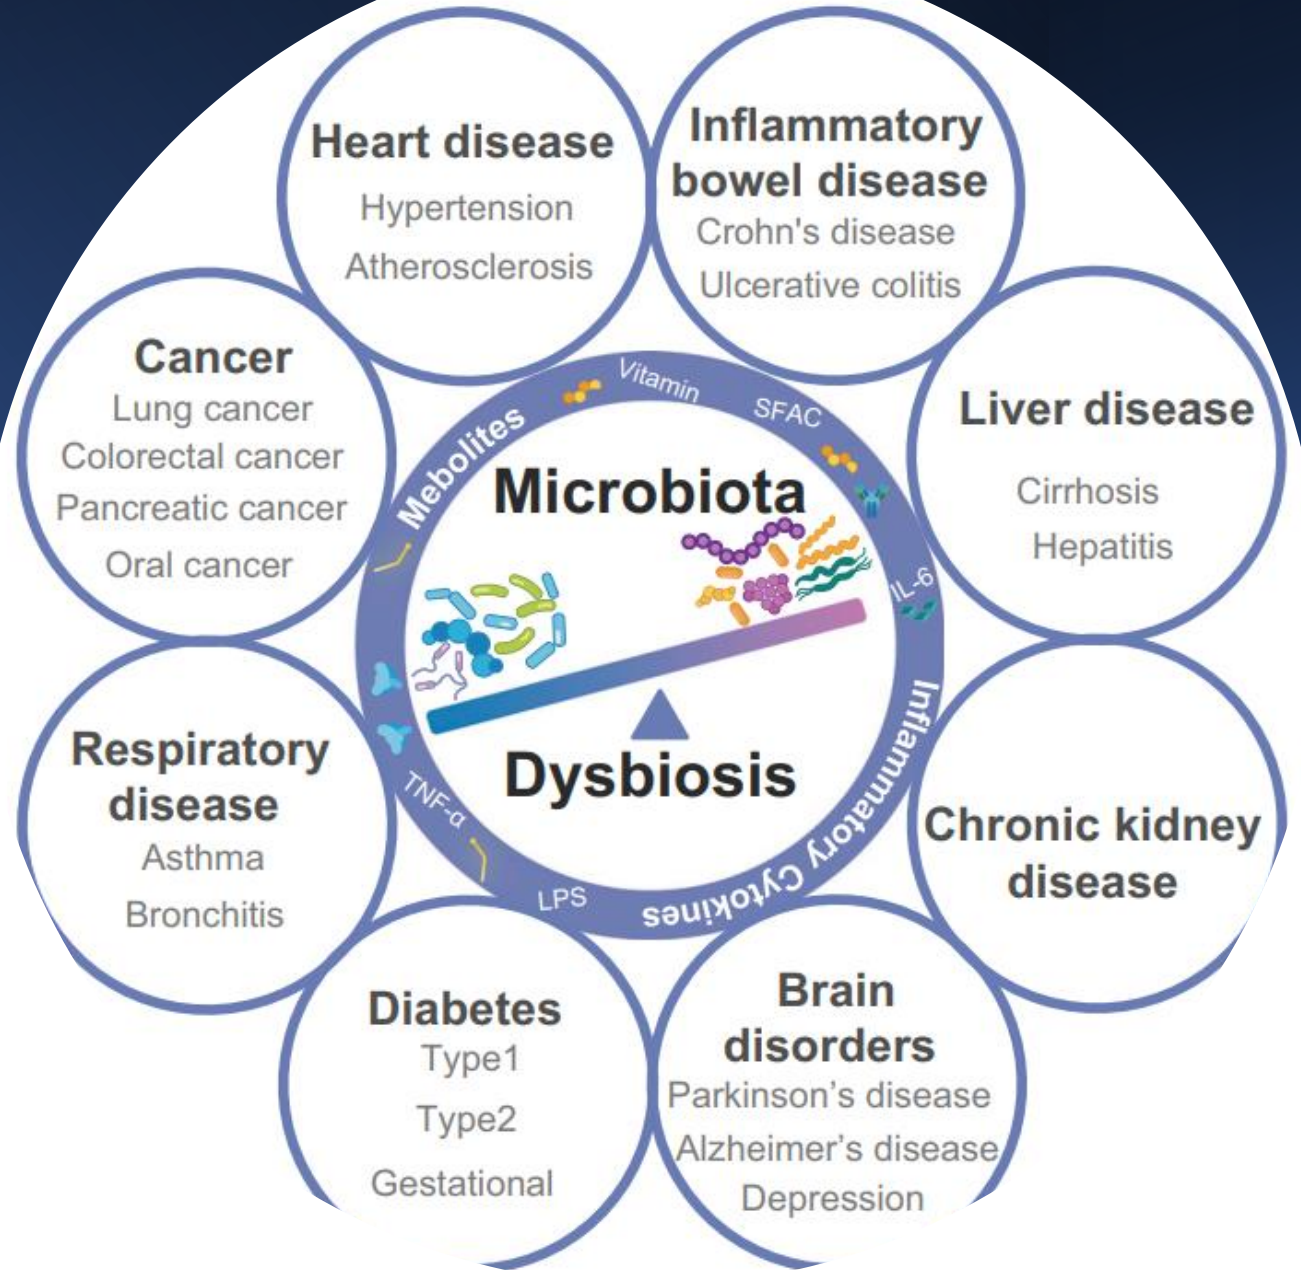 Heart disease
Hypertension
Atherosclerosis
Inflammatory
bowel disease
Crohn's disease
Ulcerative colitis
Cancer
Lung cancer
Colorectal cancer
Pancreatic cancer
Oral cancer
Liver disease
Cirrhosis
Hepatitis
Mebolites
Vitamin
SFAC
IL-6
Inflammatory Cytokines
LPS
TNF-α
Microbiota
Dysbiosis
Respiratory
disease
Asthma
Bronchitis
Chronic kidney
disease
Diabetes
Type1
Type2
Gestational
Brain
disorders
Parkinson’s disease
Alzheimer’s disease
Depression